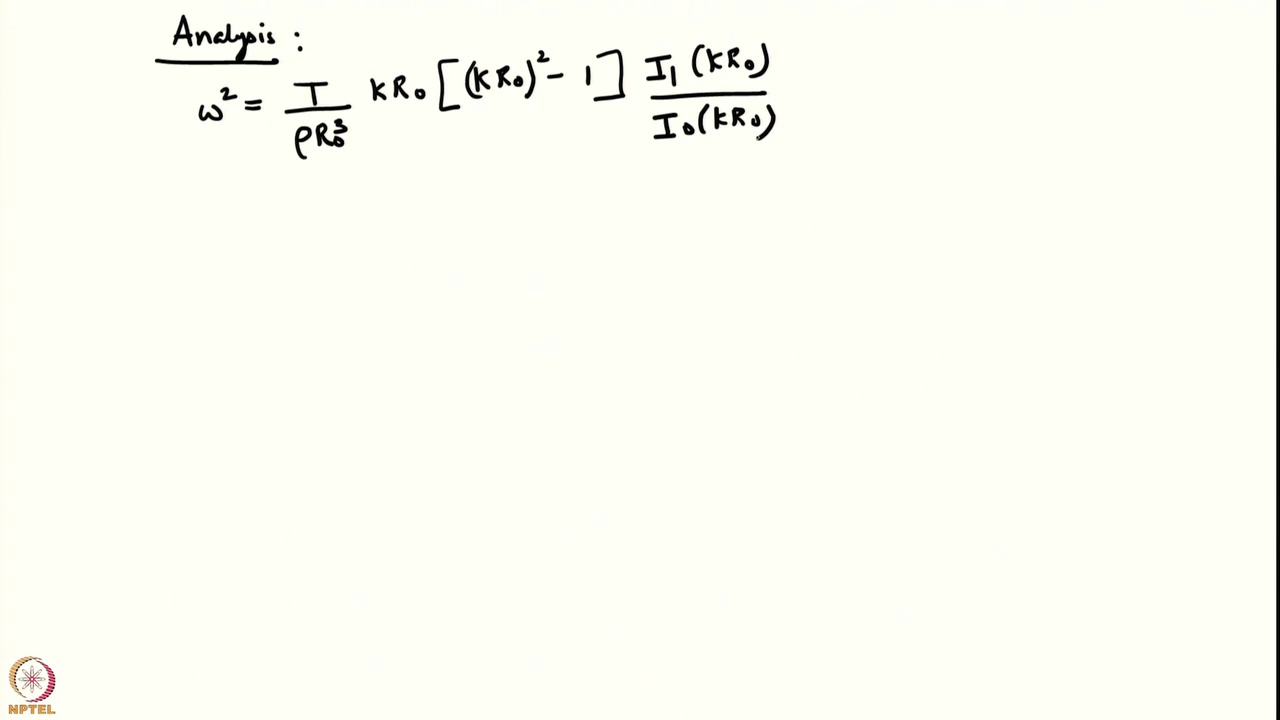 Analysis :
ω² = T/ρR₀³ kR₀ [(kR₀)² - 1] I₁(kR₀)/I₀(kR₀)
NPTEL